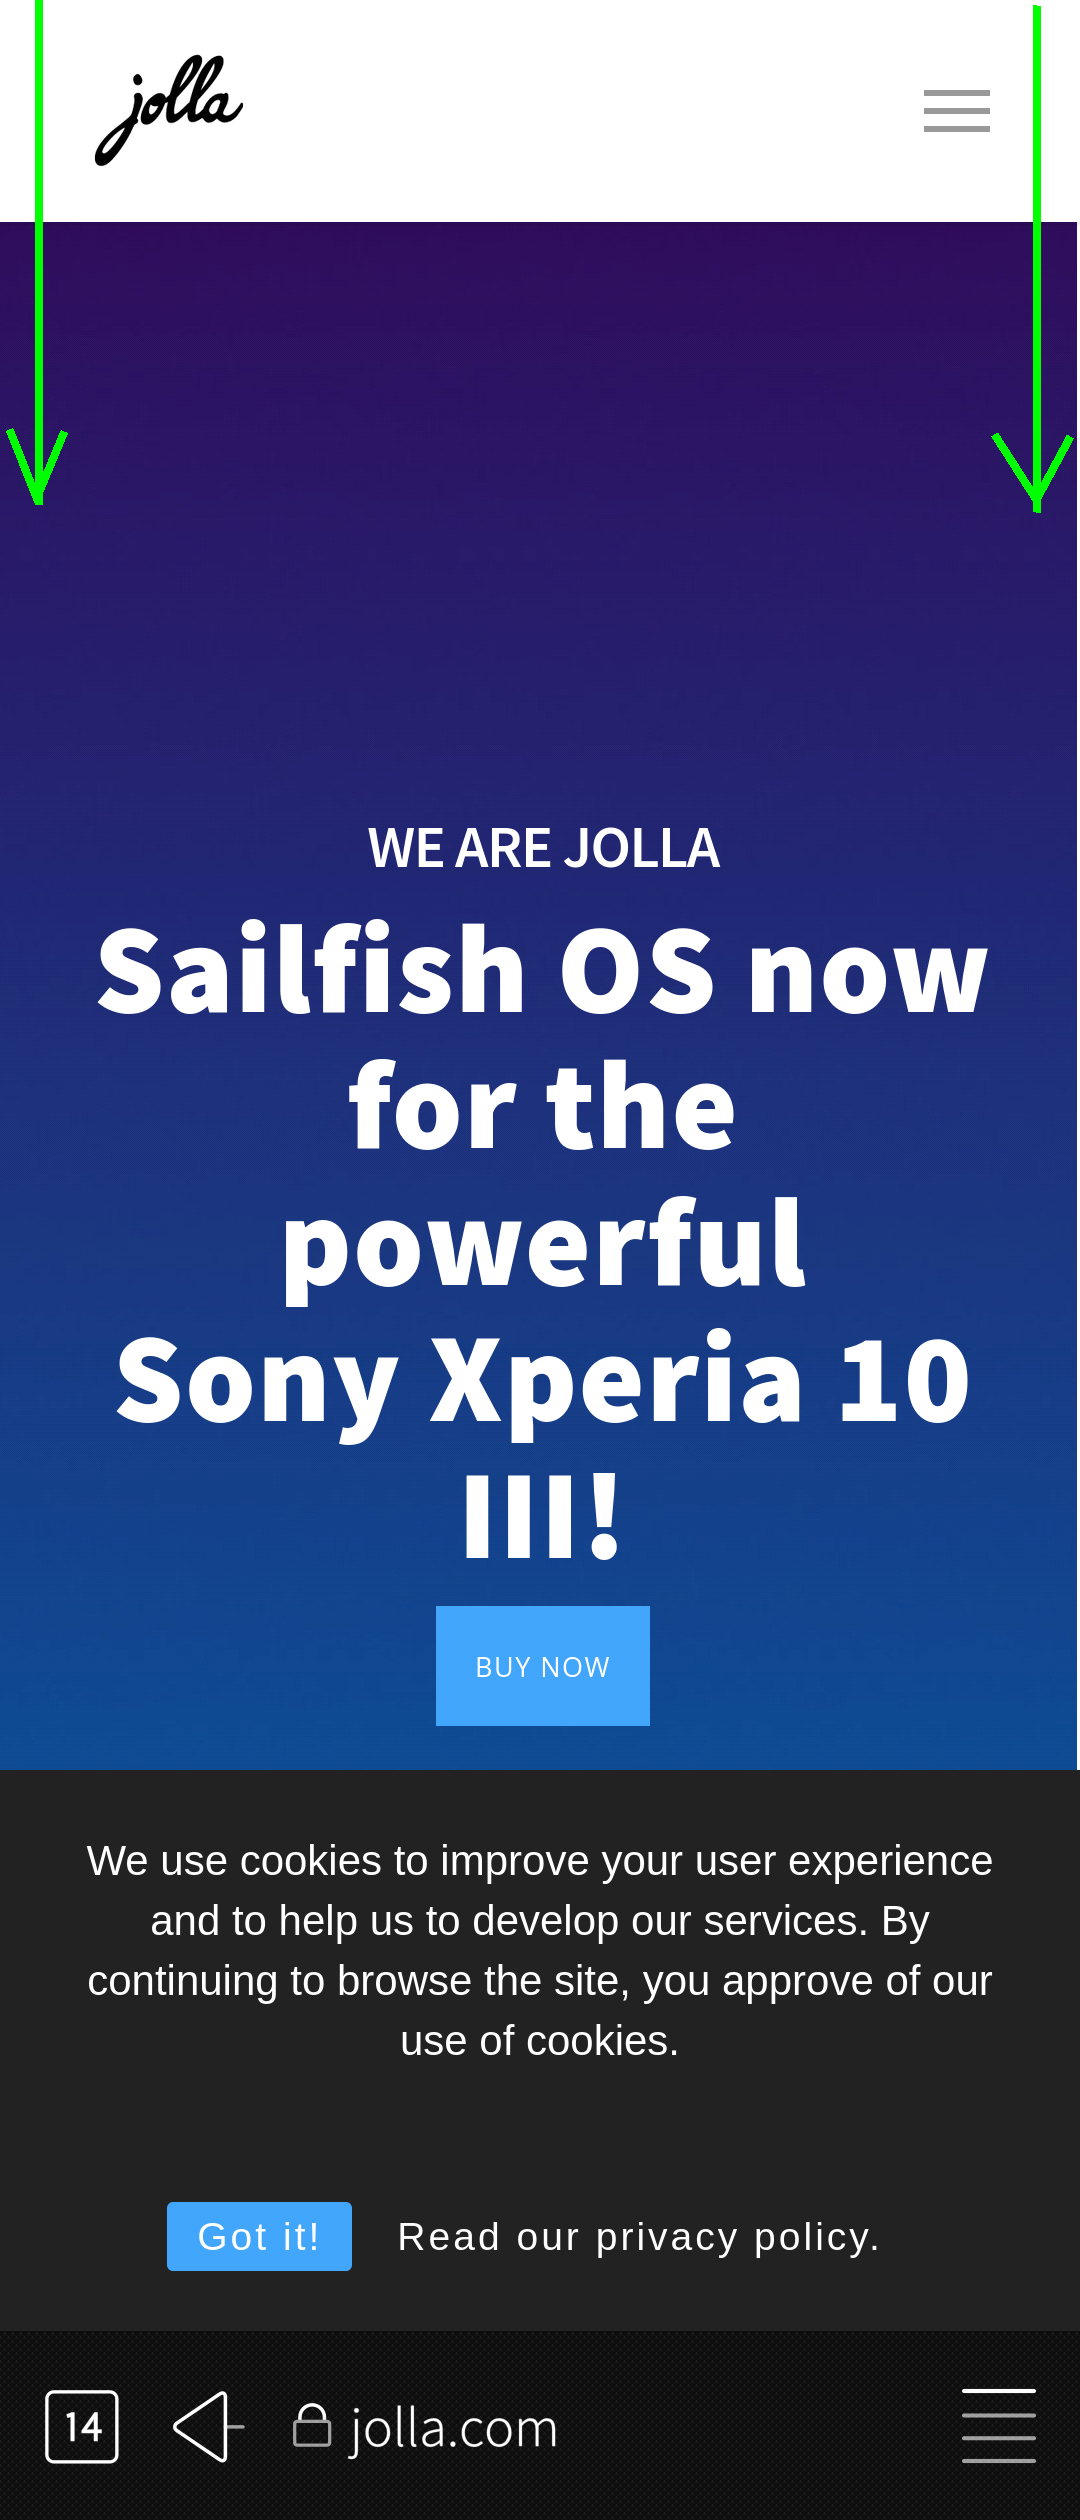 jolla
WE ARE JOLLA
Sailfish OS now
for the
powerful
Sony Xperia 10
III!
BUY NOW
We use cookies to improve your user experience
and to help us to develop our services. By
continuing to browse the site, you approve of our
use of cookies.
Got it! Read our privacy policy.
14 jolla.com